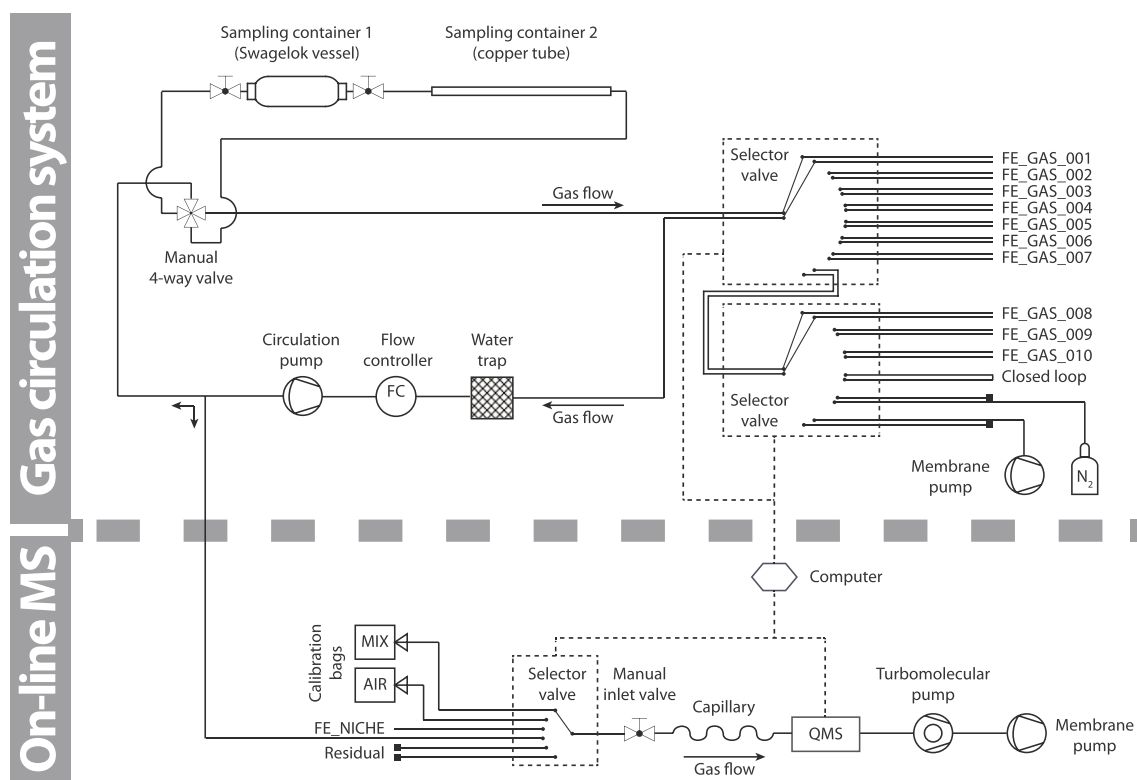 Gas circulation system
Sampling container 1
(Swagelok vessel)
Sampling container 2
(copper tube)
Selector
valve
FE_GAS_001
FE_GAS_002
FE_GAS_003
FE_GAS_004
FE_GAS_005
FE_GAS_006
FE_GAS_007
Gas flow
Manual
4-way valve
Circulation
pump
Flow
controller
FC
Water
trap
Gas flow
FE_GAS_008
FE_GAS_009
FE_GAS_010
Closed loop
Selector
valve
Membrane
pump
N2
On-line MS
Computer
Calibration
bags
MIX
AIR
FE_NICHE
Residual
Selector
valve
Manual
inlet valve
Capillary
Gas flow
QMS
Turbomolecular
pump
Membrane
pump